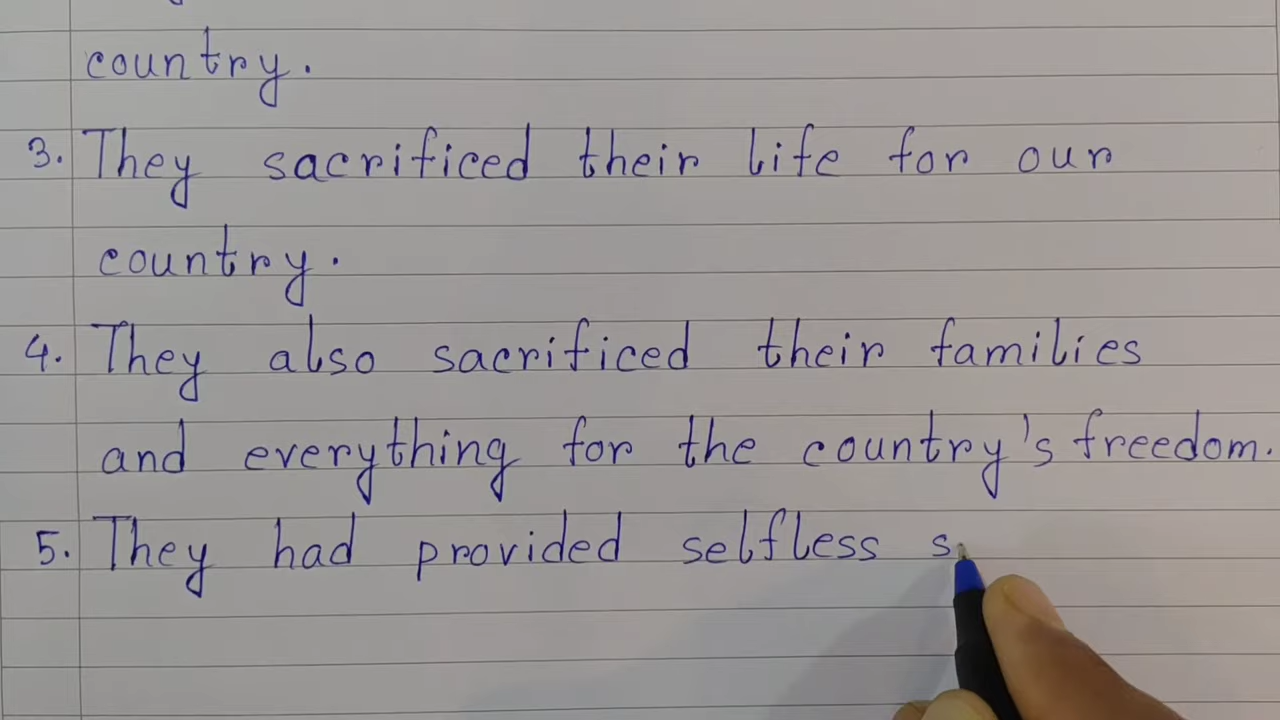 country.
3. They sacrificed their life for our
country.
4. They also sacrificed their families
and everything for the country's freedom.
5. They had provided selfless s